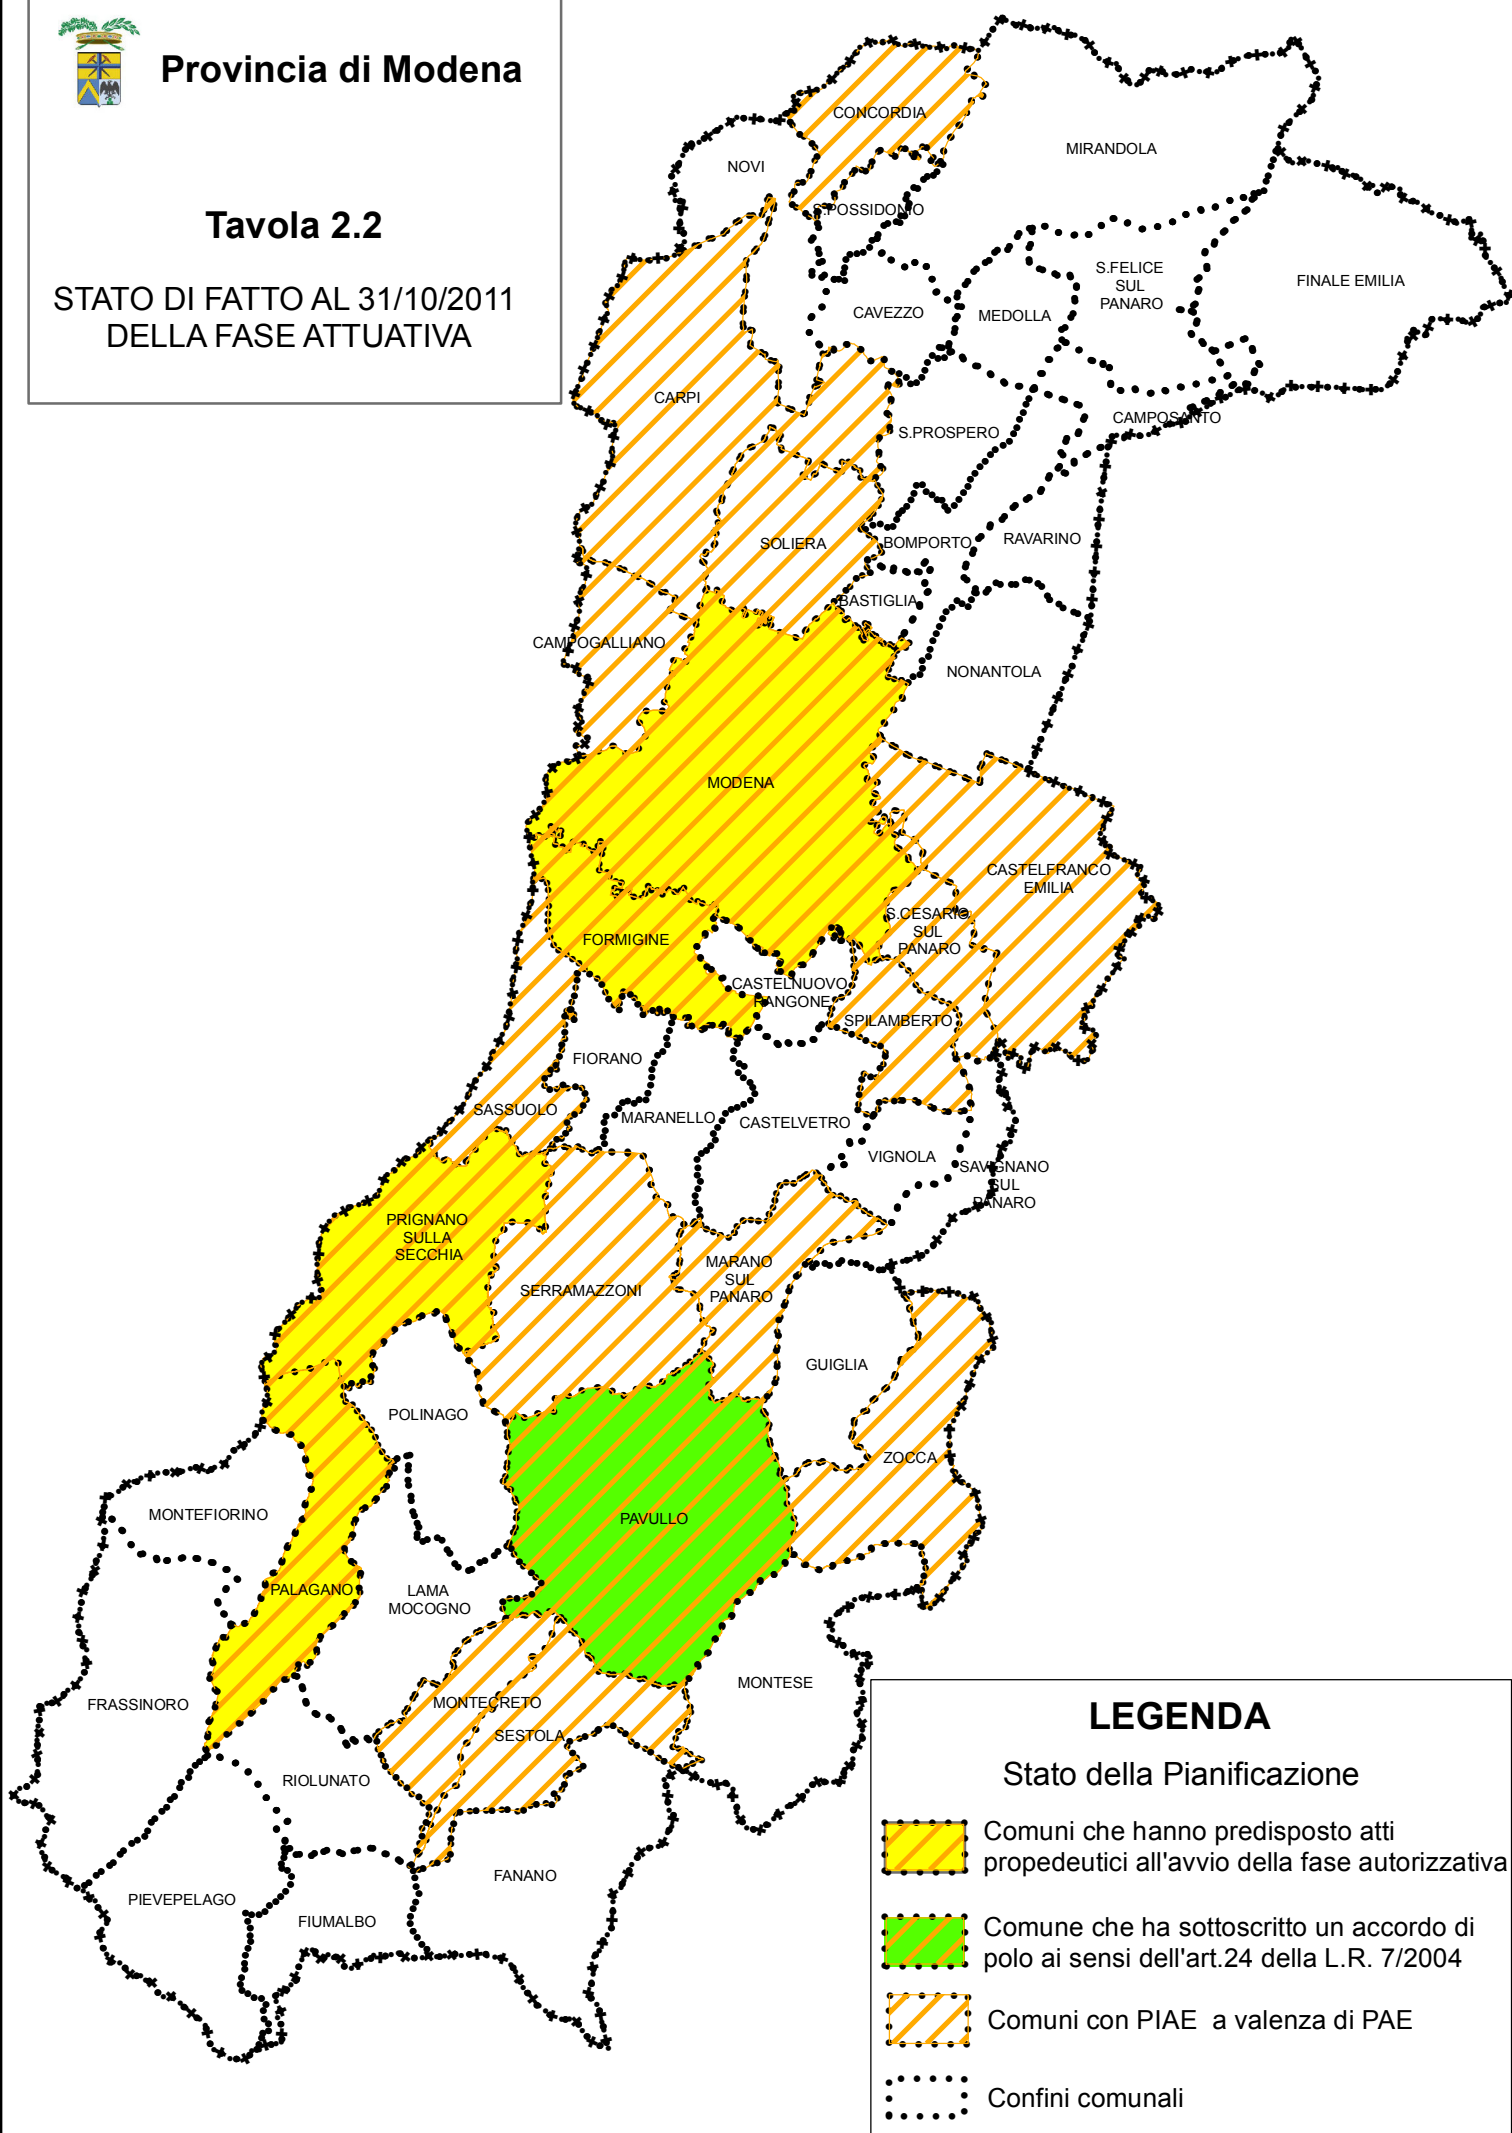 Provincia di Modena
Tavola 2.2
STATO DI FATTO AL 31/10/2011
DELLA FASE ATTUATIVA
CONCORDIA
MIRANDOLA
NOVI
S.POSSIDONIO
S.FELICE
SUL
PANARO
FINALE EMILIA
CAVEZZO
MEDOLLA
CARPI
CAMPOSANTO
S.PROSPERO
SOLIERA
BOMPORTO
RAVARINO
BASTIGLIA
CAMPOGALLIANO
NONANTOLA
MODENA
CASTELFRANCO
EMILIA
S.CESARIO
SUL
PANARO
FORMIGINE
CASTELNUOVO
RANGONE
SPILAMBERTO
FIORANO
SASSUOLO
MARANELLO
CASTELVETRO
VIGNOLA
SAVIGNANO
SUL
PANARO
PRIGNANO
SULLA
SECCHIA
SERRAMAZZONI
MARANO
SUL
PANARO
GUIGLIA
POLINAGO
ZOCCA
MONTEFIORINO
PAVULLO
PALAGANO
LAMA
MOCOGNO
MONTESE
FRASSINORO
MONTECRETO
SESTOLA
RIOLUNATO
FANANO
PIEVEPELAGO
FIUMALBO
LEGENDA
Stato della Pianificazione
Comuni che hanno predisposto atti
propedeutici all'avvio della fase autorizzativa
Comune che ha sottoscritto un accordo di
polo ai sensi dell'art.24 della L.R. 7/2004
Comuni con PIAE a valenza di PAE
Confini comunali